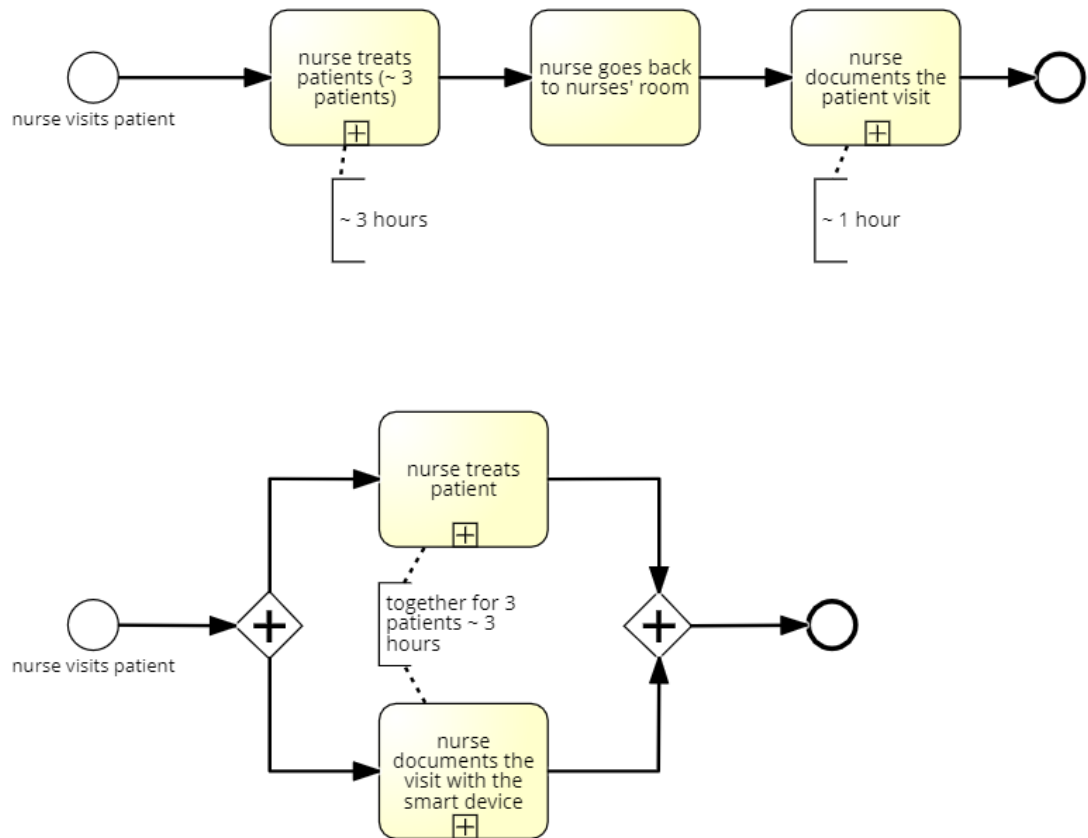 nurse treats
patients (~ 3
patients)
nurse goes back
to nurses' room
nurse
documents the
patient visit
nurse visits patient
~ 3 hours
~ 1 hour
nurse treats
patient
together for 3
patients ~ 3
hours
nurse visits patient
nurse
documents the
visit with the
smart device